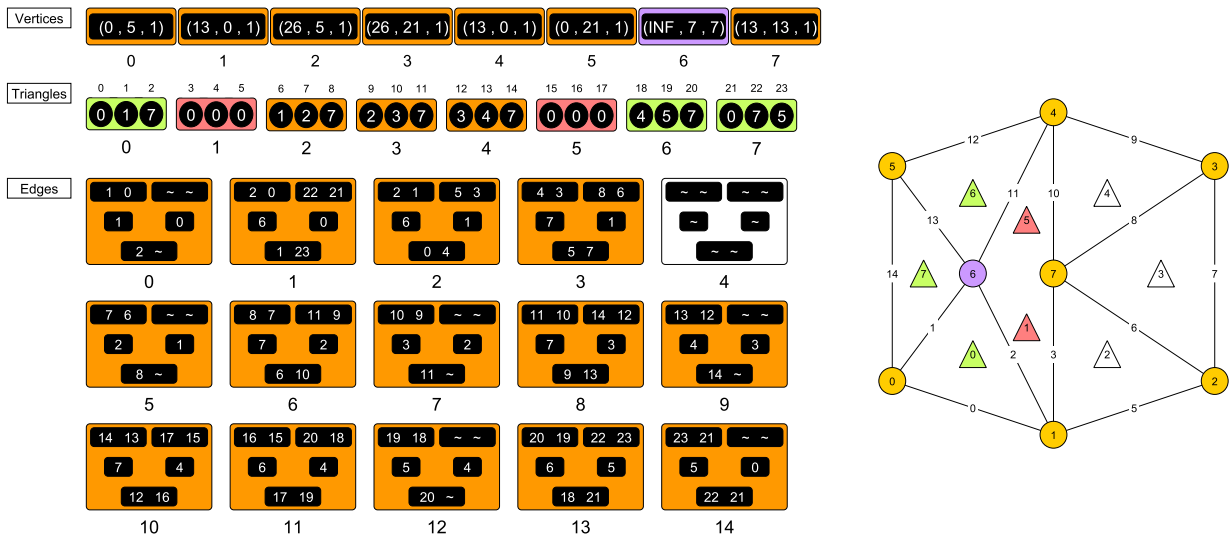 Vertices
(0 , 5 , 1) (13 , 0 , 1) (26 , 5 , 1) (26 , 21 , 1) (13 , 0 , 1) (0 , 21 , 1) (INF , 7 , 7) (13 , 13 , 1)
0 1 2 3 4 5 6 7
0 1 2 3 4 5 6 7 8 9 10 11 12 13 14 15 16 17 18 19 20 21 22 23
Triangles
0 1 7 0 0 0 1 2 7 2 3 7 3 4 7 0 0 0 4 5 7 0 7 5
0 1 2 3 4 5 6 7
Edges
1 0 ~ ~ 2 0 22 21 2 1 5 3 4 3 8 6 ~ ~ ~ ~
1 0 6 0 6 1 7 1 ~ ~
2 ~ 1 23 0 4 5 7 ~ ~
0 1 2 3 4
7 6 ~ ~ 8 7 11 9 10 9 ~ ~ 11 10 14 12 13 12 ~ ~
2 1 7 2 3 2 7 3 4 3
8 ~ 6 10 11 ~ 9 13 14 ~
5 6 7 8 9
14 13 17 15 16 15 20 18 19 18 ~ ~ 20 19 22 23 23 21 ~ ~
7 4 6 4 5 4 6 5 5 0
12 16 17 19 20 ~ 18 21 22 21
10 11 12 13 14
4
12 9
5 3
6 11 10 4
13 5 8
14 7 6 7 3 7
1 1 6
0 2 3 2
0 2
0 5
1